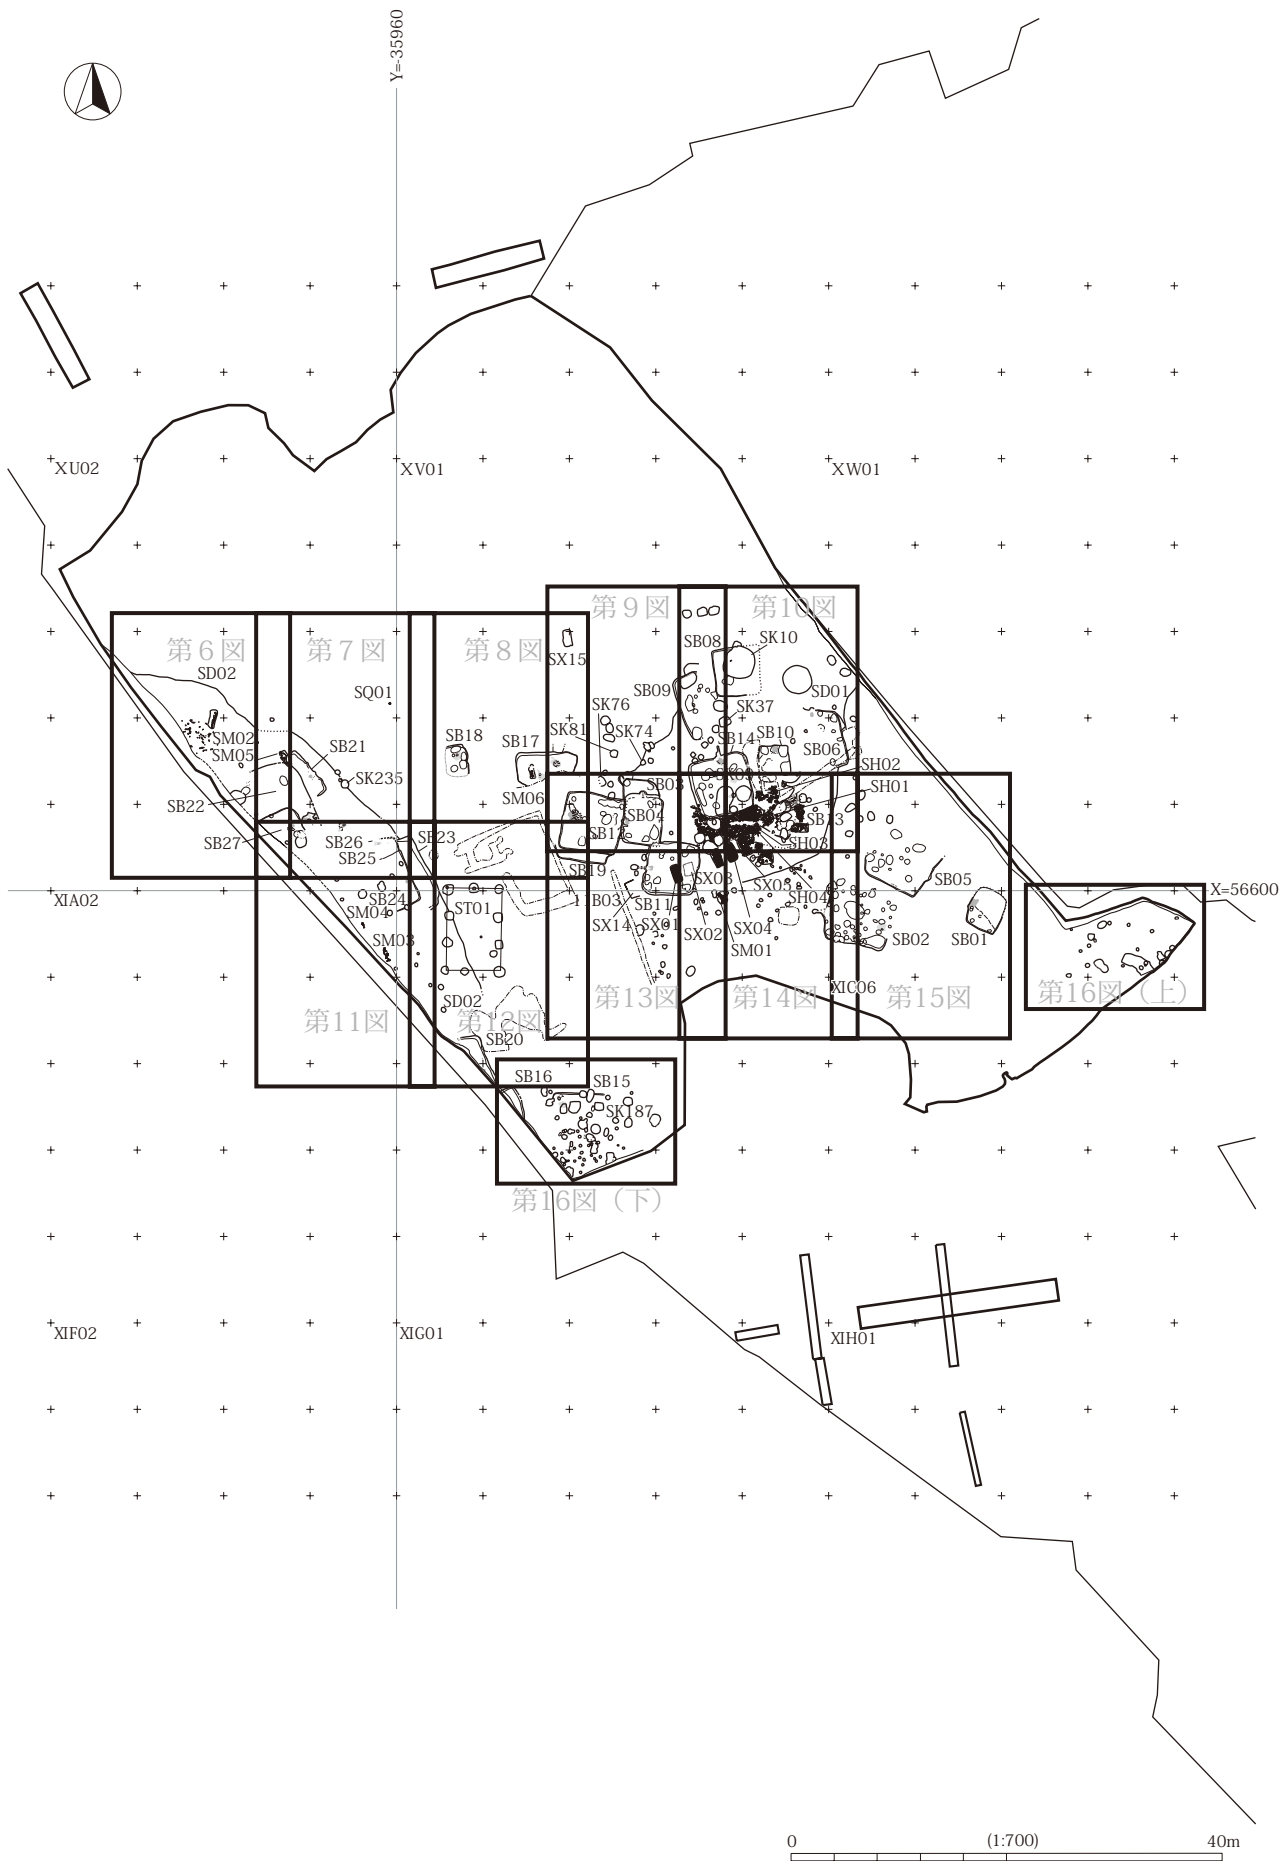 Y=-35960
XU02
XV01
XW01
第9図
第10図
第6図
第7図
第8図
SB08
SK10
SX15
SD02
SQ01
SB09
SD01
SK76
SK37
SK81
SK74
SB14
SB10
SB18
SB17
SB06
SM02
SM05
SB21
SH02
SK235
SH01
SB03
SM06
SB22
SB04
SB13
SB12
SB27
SB26
SB23
SH03
SB25
SB19
SX03
SX05
SB05
XIA02
SB24
SB11
SH04
X=56600
SM04
ST01
SX14
SX01
SX02
SX04
SB02
SB01
SM03
SM01
XIC06
SD02
第13図
第14図
第15図
第16図（上）
第11図
第12図
SB20
SB16
SB15
SK187
第16図（下）
XIF02
XIG01
XIH01
0
(1:700)
40m